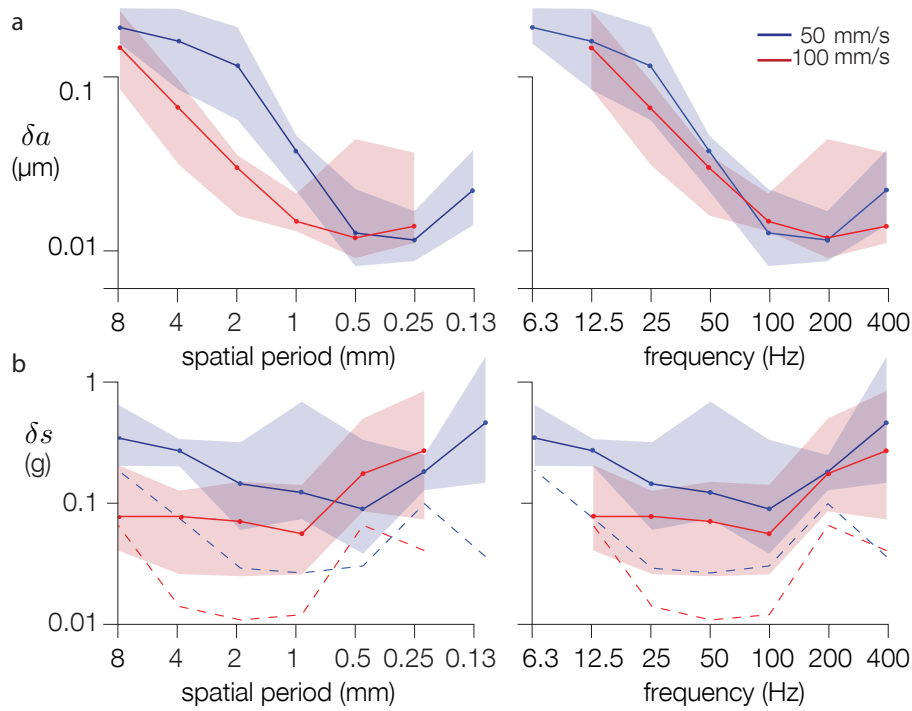 a
50 mm/s
100 mm/s
0.1
δa
(µm)
0.01
8 4 2 1 0.5 0.25 0.13
6.3 12.5 25 50 100 200 400
spatial period (mm)
frequency (Hz)
b
1
δs
(g)
0.1
0.01
8 4 2 1 0.5 0.25 0.13
6.3 12.5 25 50 100 200 400
spatial period (mm)
frequency (Hz)